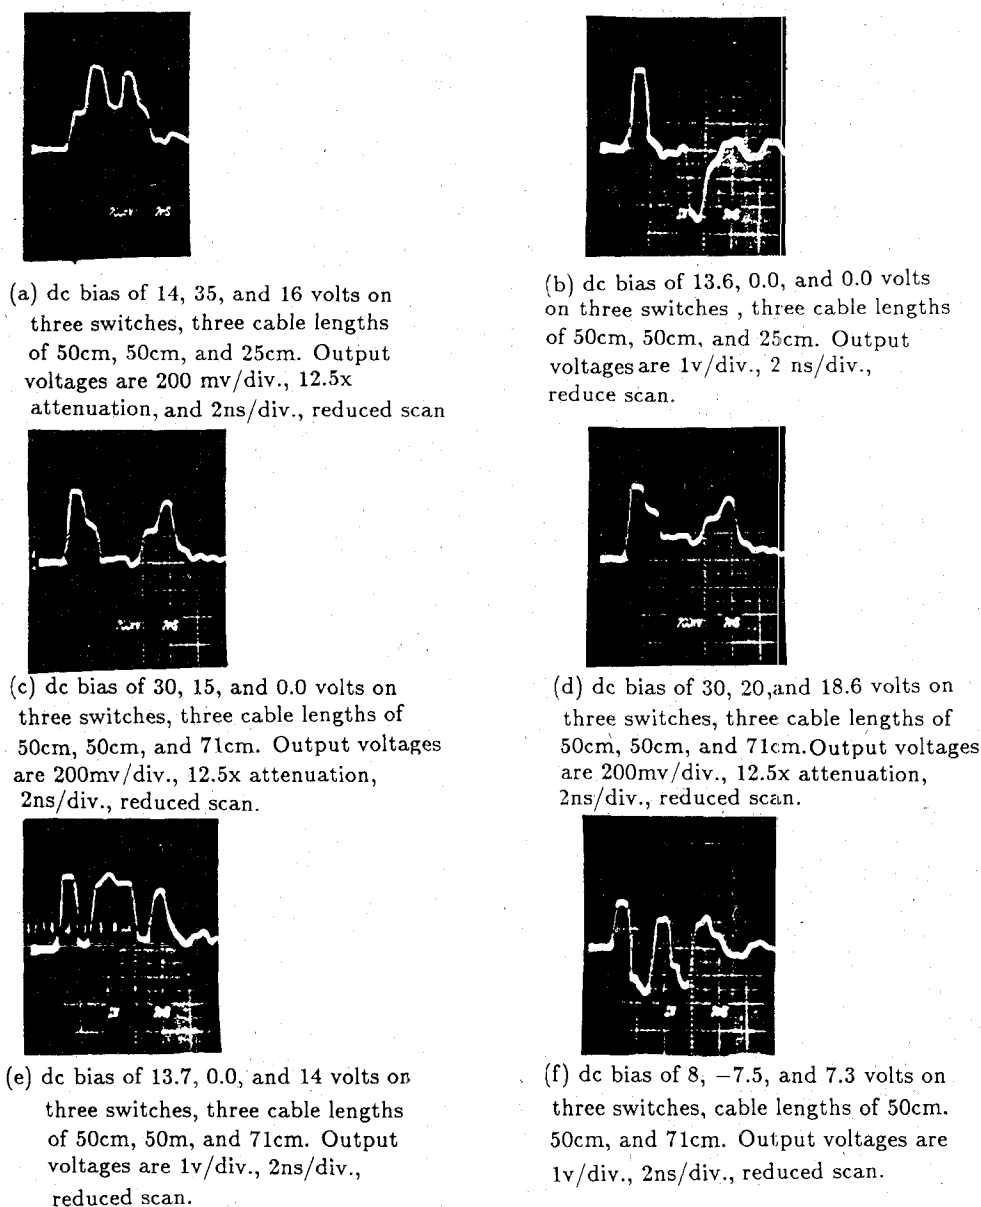 200mV 2nS
(a) dc bias of 14, 35, and 16 volts on
three switches, three cable lengths
of 50cm, 50cm, and 25cm. Output
voltages are 200 mv/div., 12.5x
attenuation, and 2ns/div., reduced scan
(b) dc bias of 13.6, 0.0, and 0.0 volts
on three switches , three cable lengths
of 50cm, 50cm, and 25cm. Output
voltages are 1v/div., 2 ns/div.,
reduce scan.
200mV 2nS
(c) dc bias of 30, 15, and 0.0 volts on
three switches, three cable lengths of
50cm, 50cm, and 71cm. Output voltages
are 200mv/div., 12.5x attenuation,
2ns/div., reduced scan.
200mV 2nS
(d) dc bias of 30, 20,and 18.6 volts on
three switches, three cable lengths of
50cm, 50cm, and 71cm.Output voltages
are 200mv/div., 12.5x attenuation,
2ns/div., reduced scan.
(e) dc bias of 13.7, 0.0, and 14 volts on
three switches, three cable lengths
of 50cm, 50m, and 71cm. Output
voltages are 1v/div., 2ns/div.,
reduced scan.
(f) dc bias of 8, −7.5, and 7.3 volts on
three switches, cable lengths of 50cm.
50cm, and 71cm. Output voltages are
1v/div., 2ns/div., reduced scan.